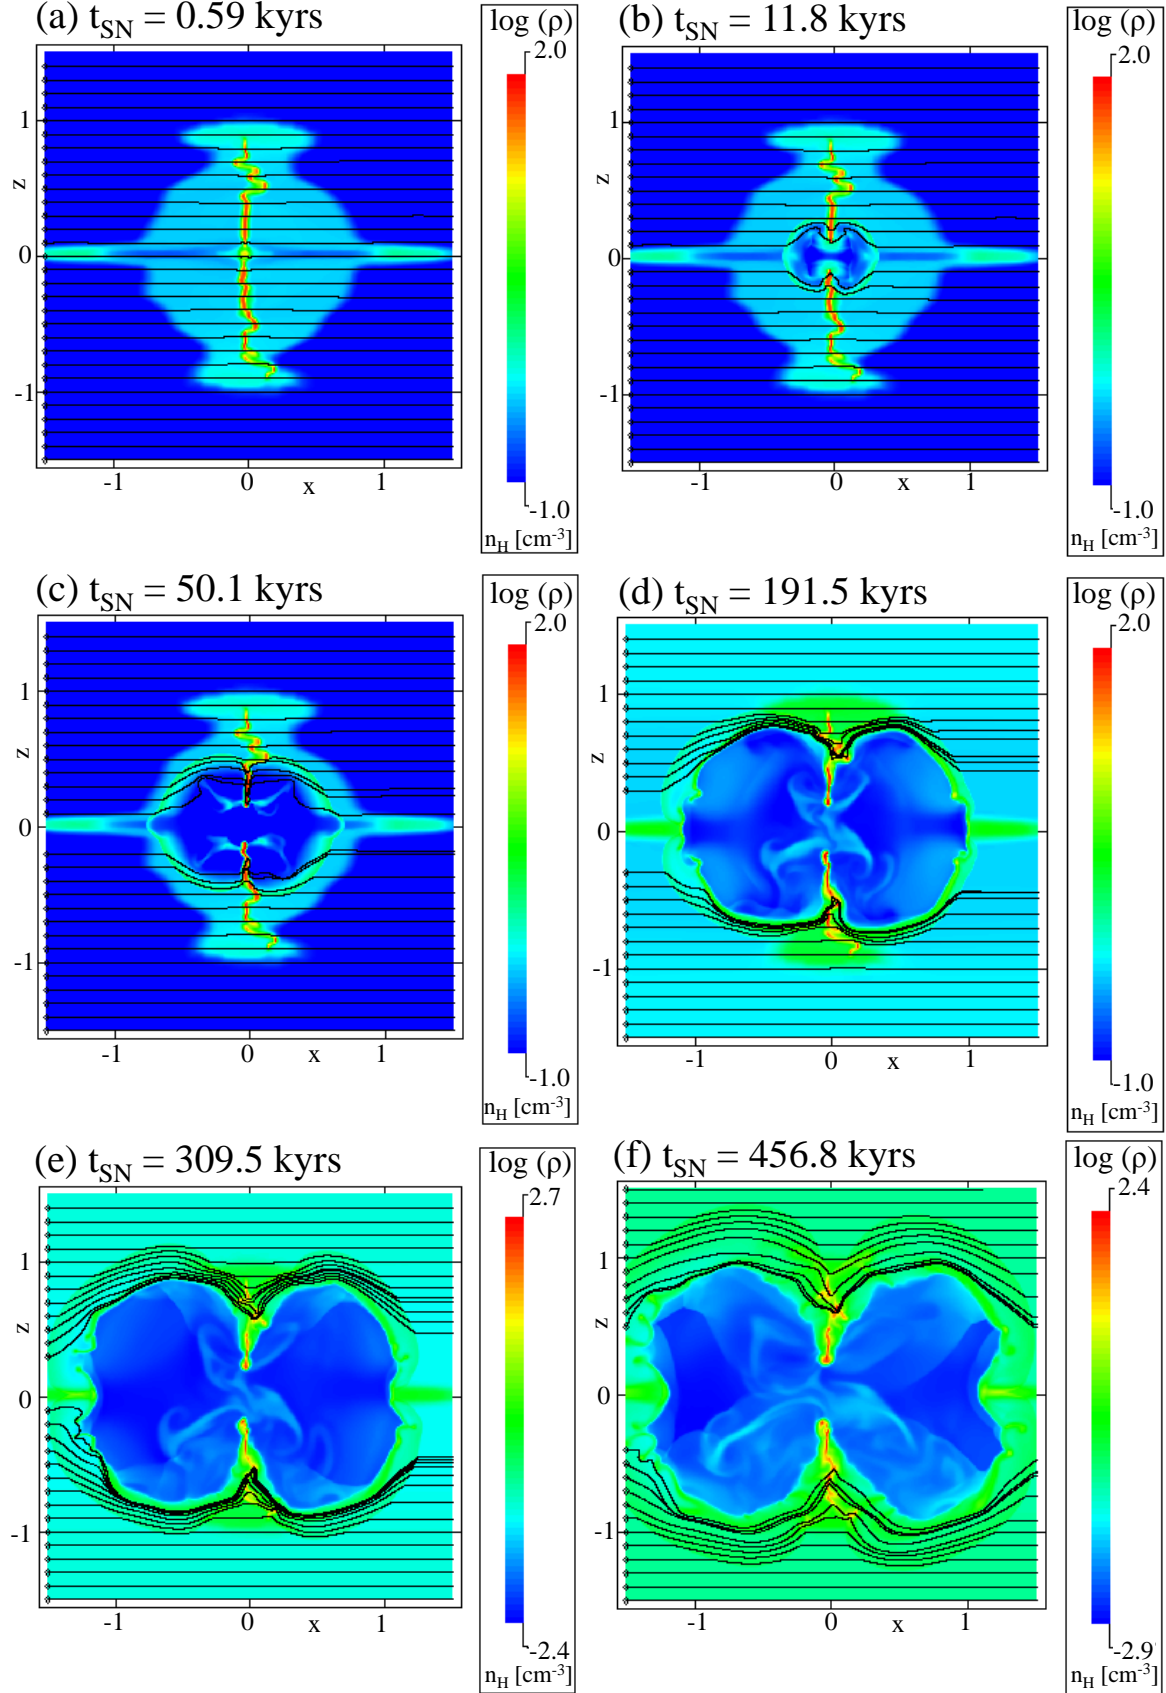 (a) t_SN = 0.59 kyrs
log (ρ)
2.0
1
z
0
-1
-1 0 x 1
-1.0
n_H [cm^-3]
(b) t_SN = 11.8 kyrs
log (ρ)
2.0
1
z
0
-1
-1 0 x 1
-1.0
n_H [cm^-3]
(c) t_SN = 50.1 kyrs
log (ρ)
2.0
1
z
0
-1
-1 0 x 1
-1.0
n_H [cm^-3]
(d) t_SN = 191.5 kyrs
log (ρ)
2.0
1
z
0
-1
-1 0 x 1
-1.0
n_H [cm^-3]
(e) t_SN = 309.5 kyrs
log (ρ)
2.7
1
z
0
-1
-1 0 x 1
-2.4
n_H [cm^-3]
(f) t_SN = 456.8 kyrs
log (ρ)
2.4
1
z
0
-1
-1 0 x 1
-2.9
n_H [cm^-3]